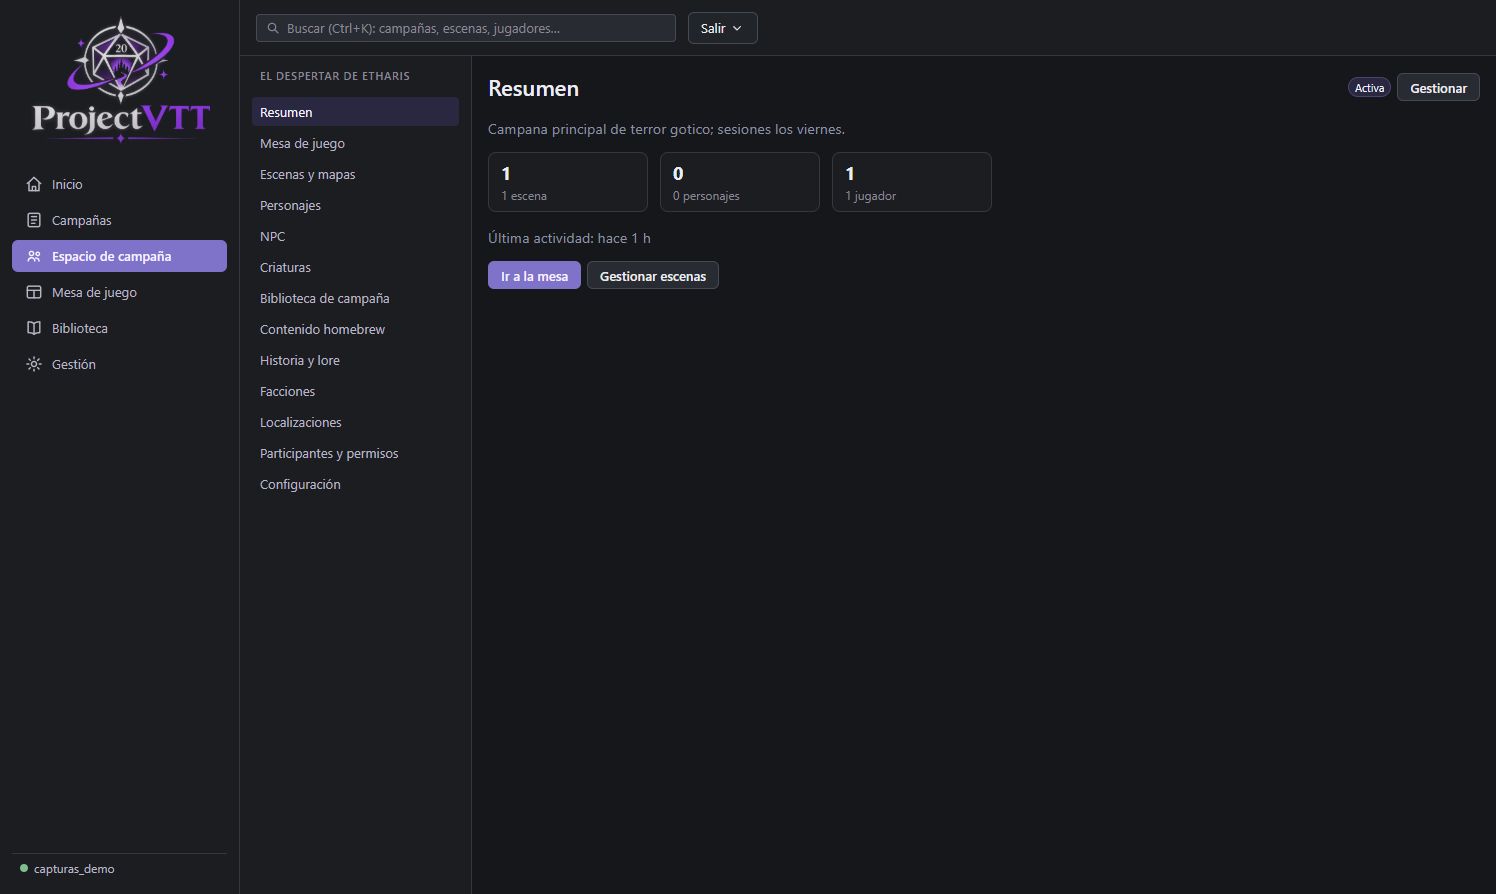 20
ProjectVTT
Inicio
Campañas
Espacio de campaña
Mesa de juego
Biblioteca
Gestión
capturas_demo
Buscar (Ctrl+K): campañas, escenas, jugadores...
Salir
EL DESPERTAR DE ETHARIS
Resumen
Mesa de juego
Escenas y mapas
Personajes
NPC
Criaturas
Biblioteca de campaña
Contenido homebrew
Historia y lore
Facciones
Localizaciones
Participantes y permisos
Configuración
Resumen
Activa
Gestionar
Campana principal de terror gotico; sesiones los viernes.
1
1 escena
0
0 personajes
1
1 jugador
Última actividad: hace 1 h
Ir a la mesa
Gestionar escenas